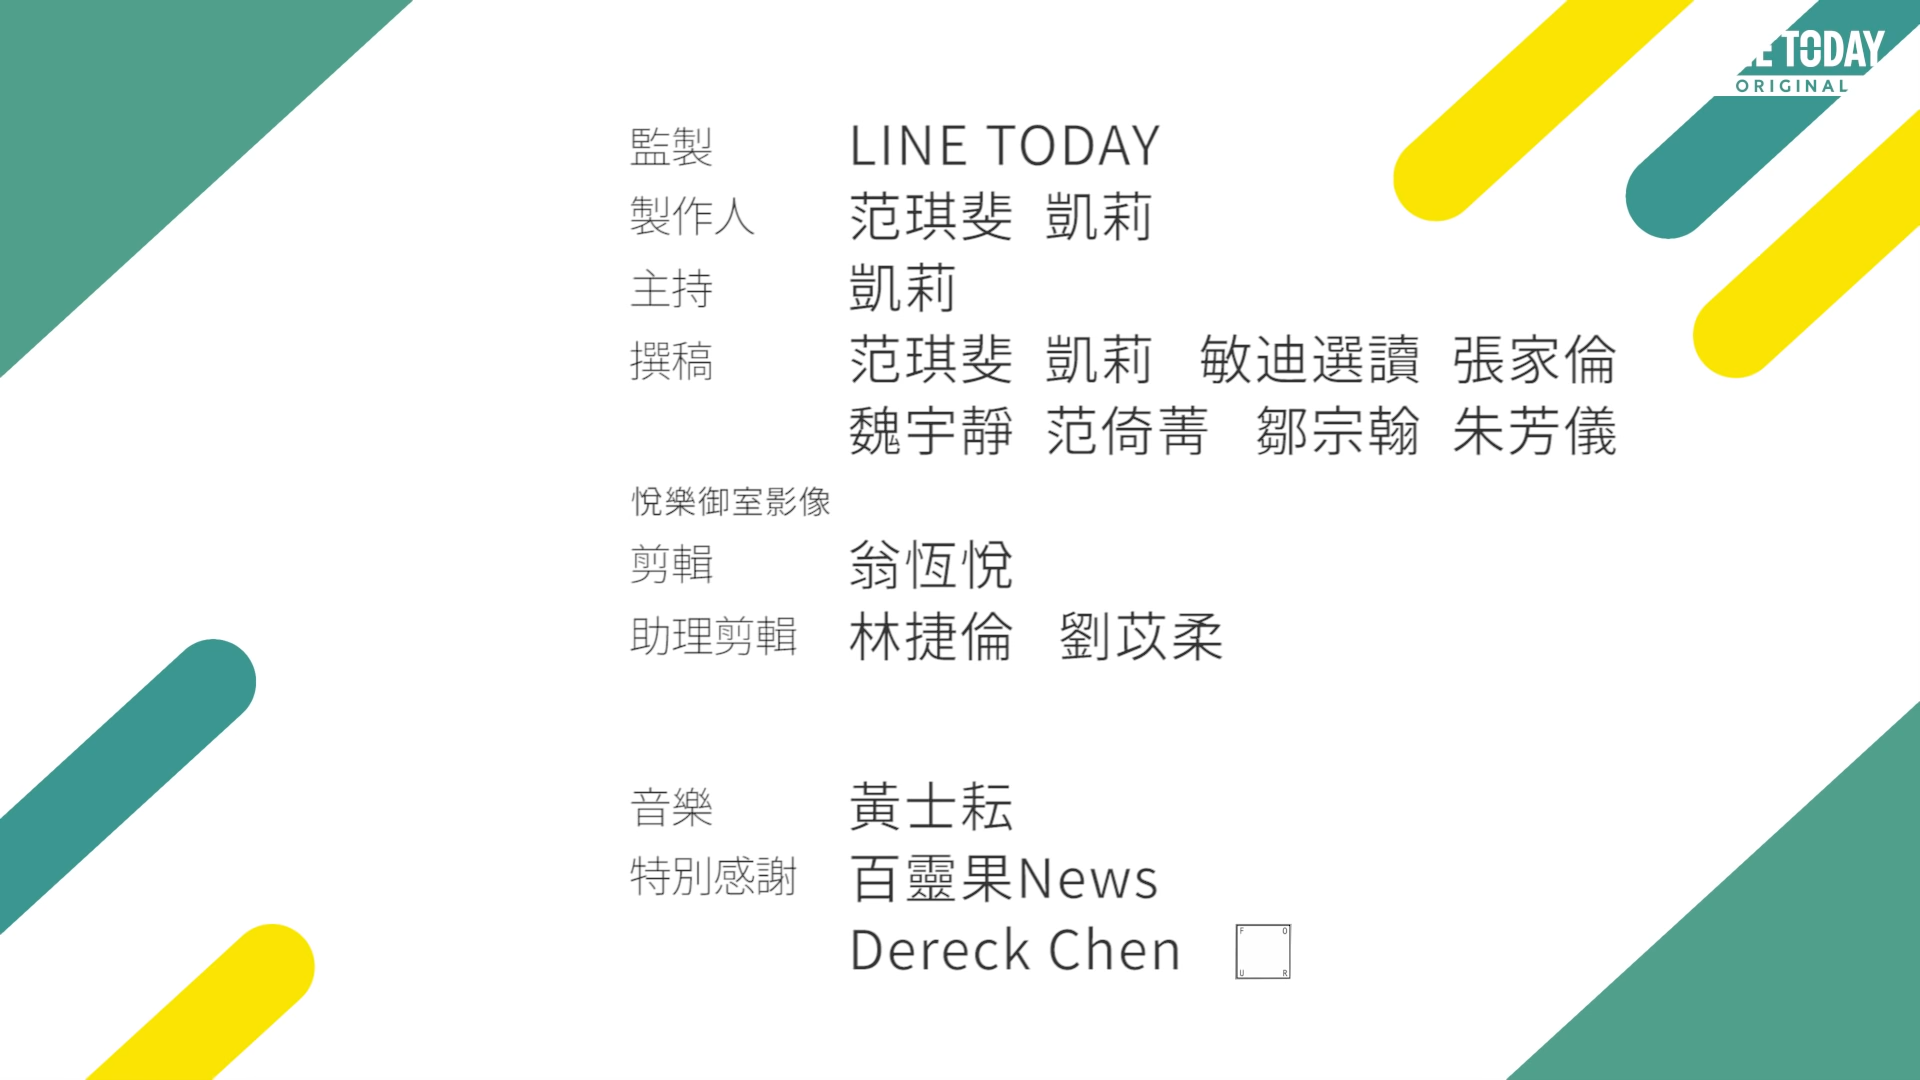 E TODAY
ORIGINAL
監製 LINE TODAY
製作人 范琪斐 凱莉
主持 凱莉
撰稿 范琪斐 凱莉 敏迪選讀 張家倫
魏宇靜 范倚菁 鄒宗翰 朱芳儀
悅樂御室影像
剪輯 翁恆悅
助理剪輯 林捷倫 劉苡柔
音樂 黃士耘
特別感謝 百靈果News
Dereck Chen
F O
U R